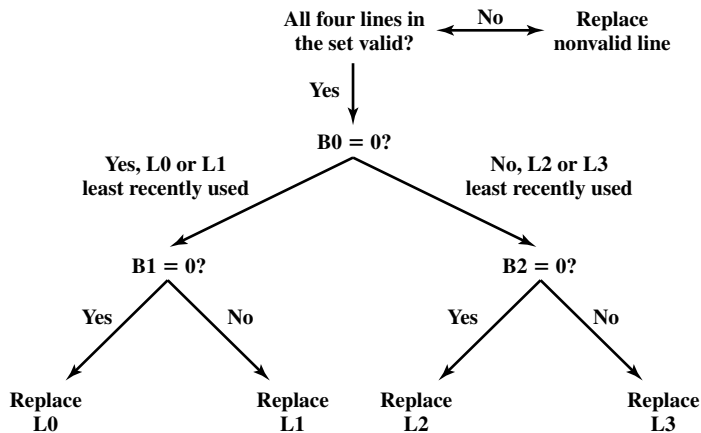 All four lines in
the set valid?
No
Replace
nonvalid line
Yes
B0 = 0?
Yes, L0 or L1
least recently used
No, L2 or L3
least recently used
B1 = 0?
B2 = 0?
Yes
No
Yes
No
Replace
L0
Replace
L1
Replace
L2
Replace
L3